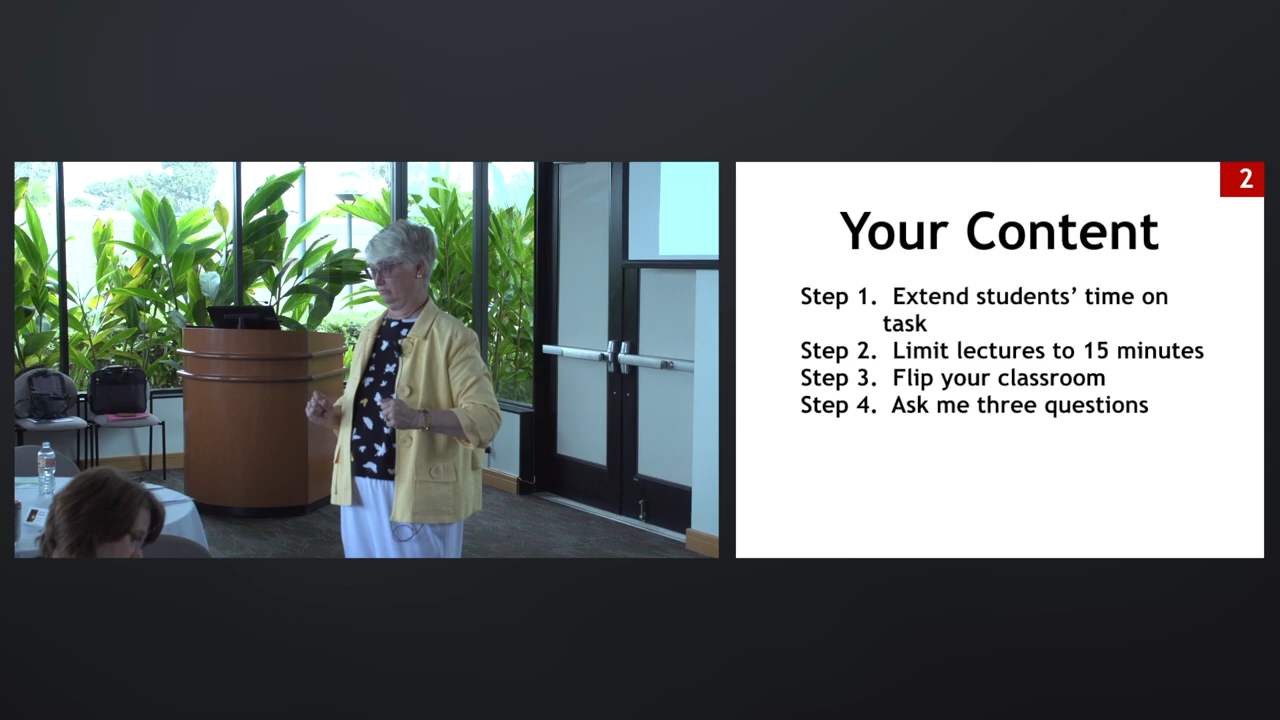 2
Your Content
Step 1. Extend students’ time on
task
Step 2. Limit lectures to 15 minutes
Step 3. Flip your classroom
Step 4. Ask me three questions